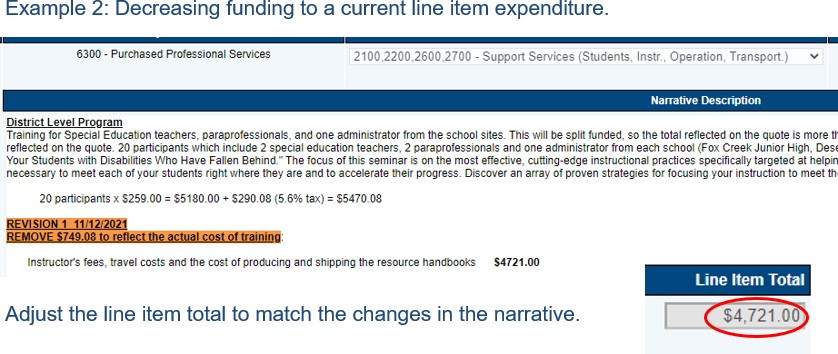 Example 2: Decreasing funding to a current line item expenditure.
6300 - Purchased Professional Services
2100,2200,2600,2700 - Support Services (Students, Instr., Operation, Transport.)
Narrative Description
District Level Program
Training for Special Education teachers, paraprofessionals, and one administrator from the school sites. This will be split funded, so the total reflected on the quote is more
reflected on the quote. 20 participants which include 2 special education teachers, 2 paraprofessionals and one administrator from each school (Fox Creek Junior High,
Your Students with Disabilities Who Have Fallen Behind." The focus of this seminar is on the most effective, cutting-edge instructional practices specifically targeted at
necessary to meet each of your students right where they are and to accelerate their progress. Discover an array of proven strategies for focusing your instruction to meet
20 participants x $259.00 = $5180.00 + $290.08 (5.6% tax) = $5470.08
REVISION 1 11/12/2021
REMOVE $749.08 to reflect the actual cost of training:
Instructor's fees, travel costs and the cost of producing and shipping the resource handbooks $4721.00
Line Item Total
$4,721.00
Adjust the line item total to match the changes in the narrative.